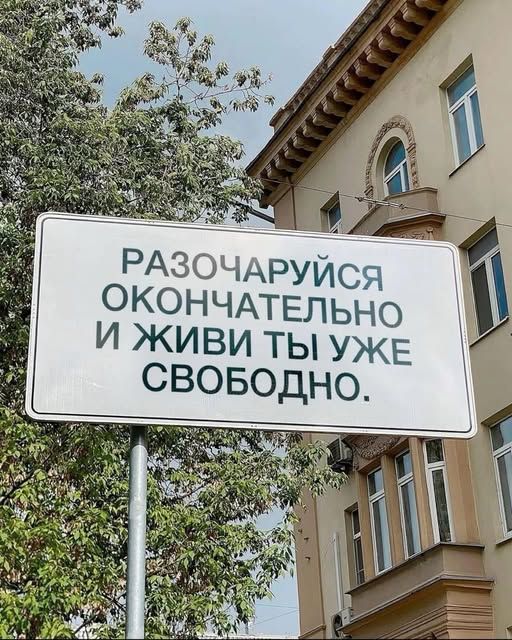 РАЗОЧАРУЙСЯ
ОКОНЧАТЕЛЬНО
И ЖИВИ ТЫ УЖЕ
СВОБОДНО.